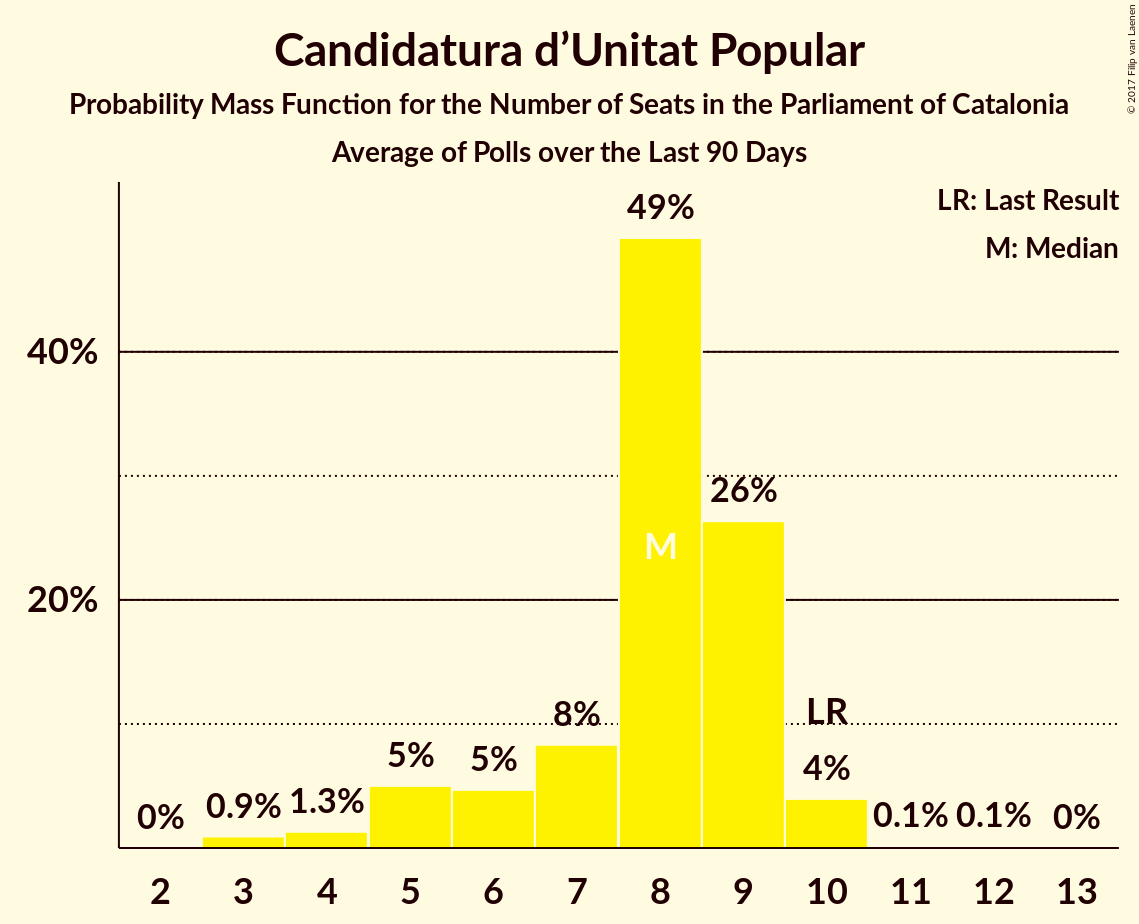 Candidatura d’Unitat Popular
Probability Mass Function for the Number of Seats in the Parliament of Catalonia
Average of Polls over the Last 90 Days
© 2017 Filip van Laenen
LR: Last Result
M: Median
40%
20%
0%
0.9%
1.3%
5%
5%
8%
49%
M
26%
LR
4%
0.1%
0.1%
0%
2 3 4 5 6 7 8 9 10 11 12 13